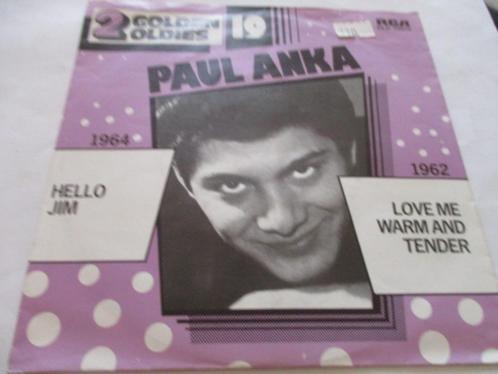 2 GOLDEN OLDIES 19
RCA
PAUL ANKA
1964
HELLO
JIM
1962
LOVE ME
WARM AND
TENDER